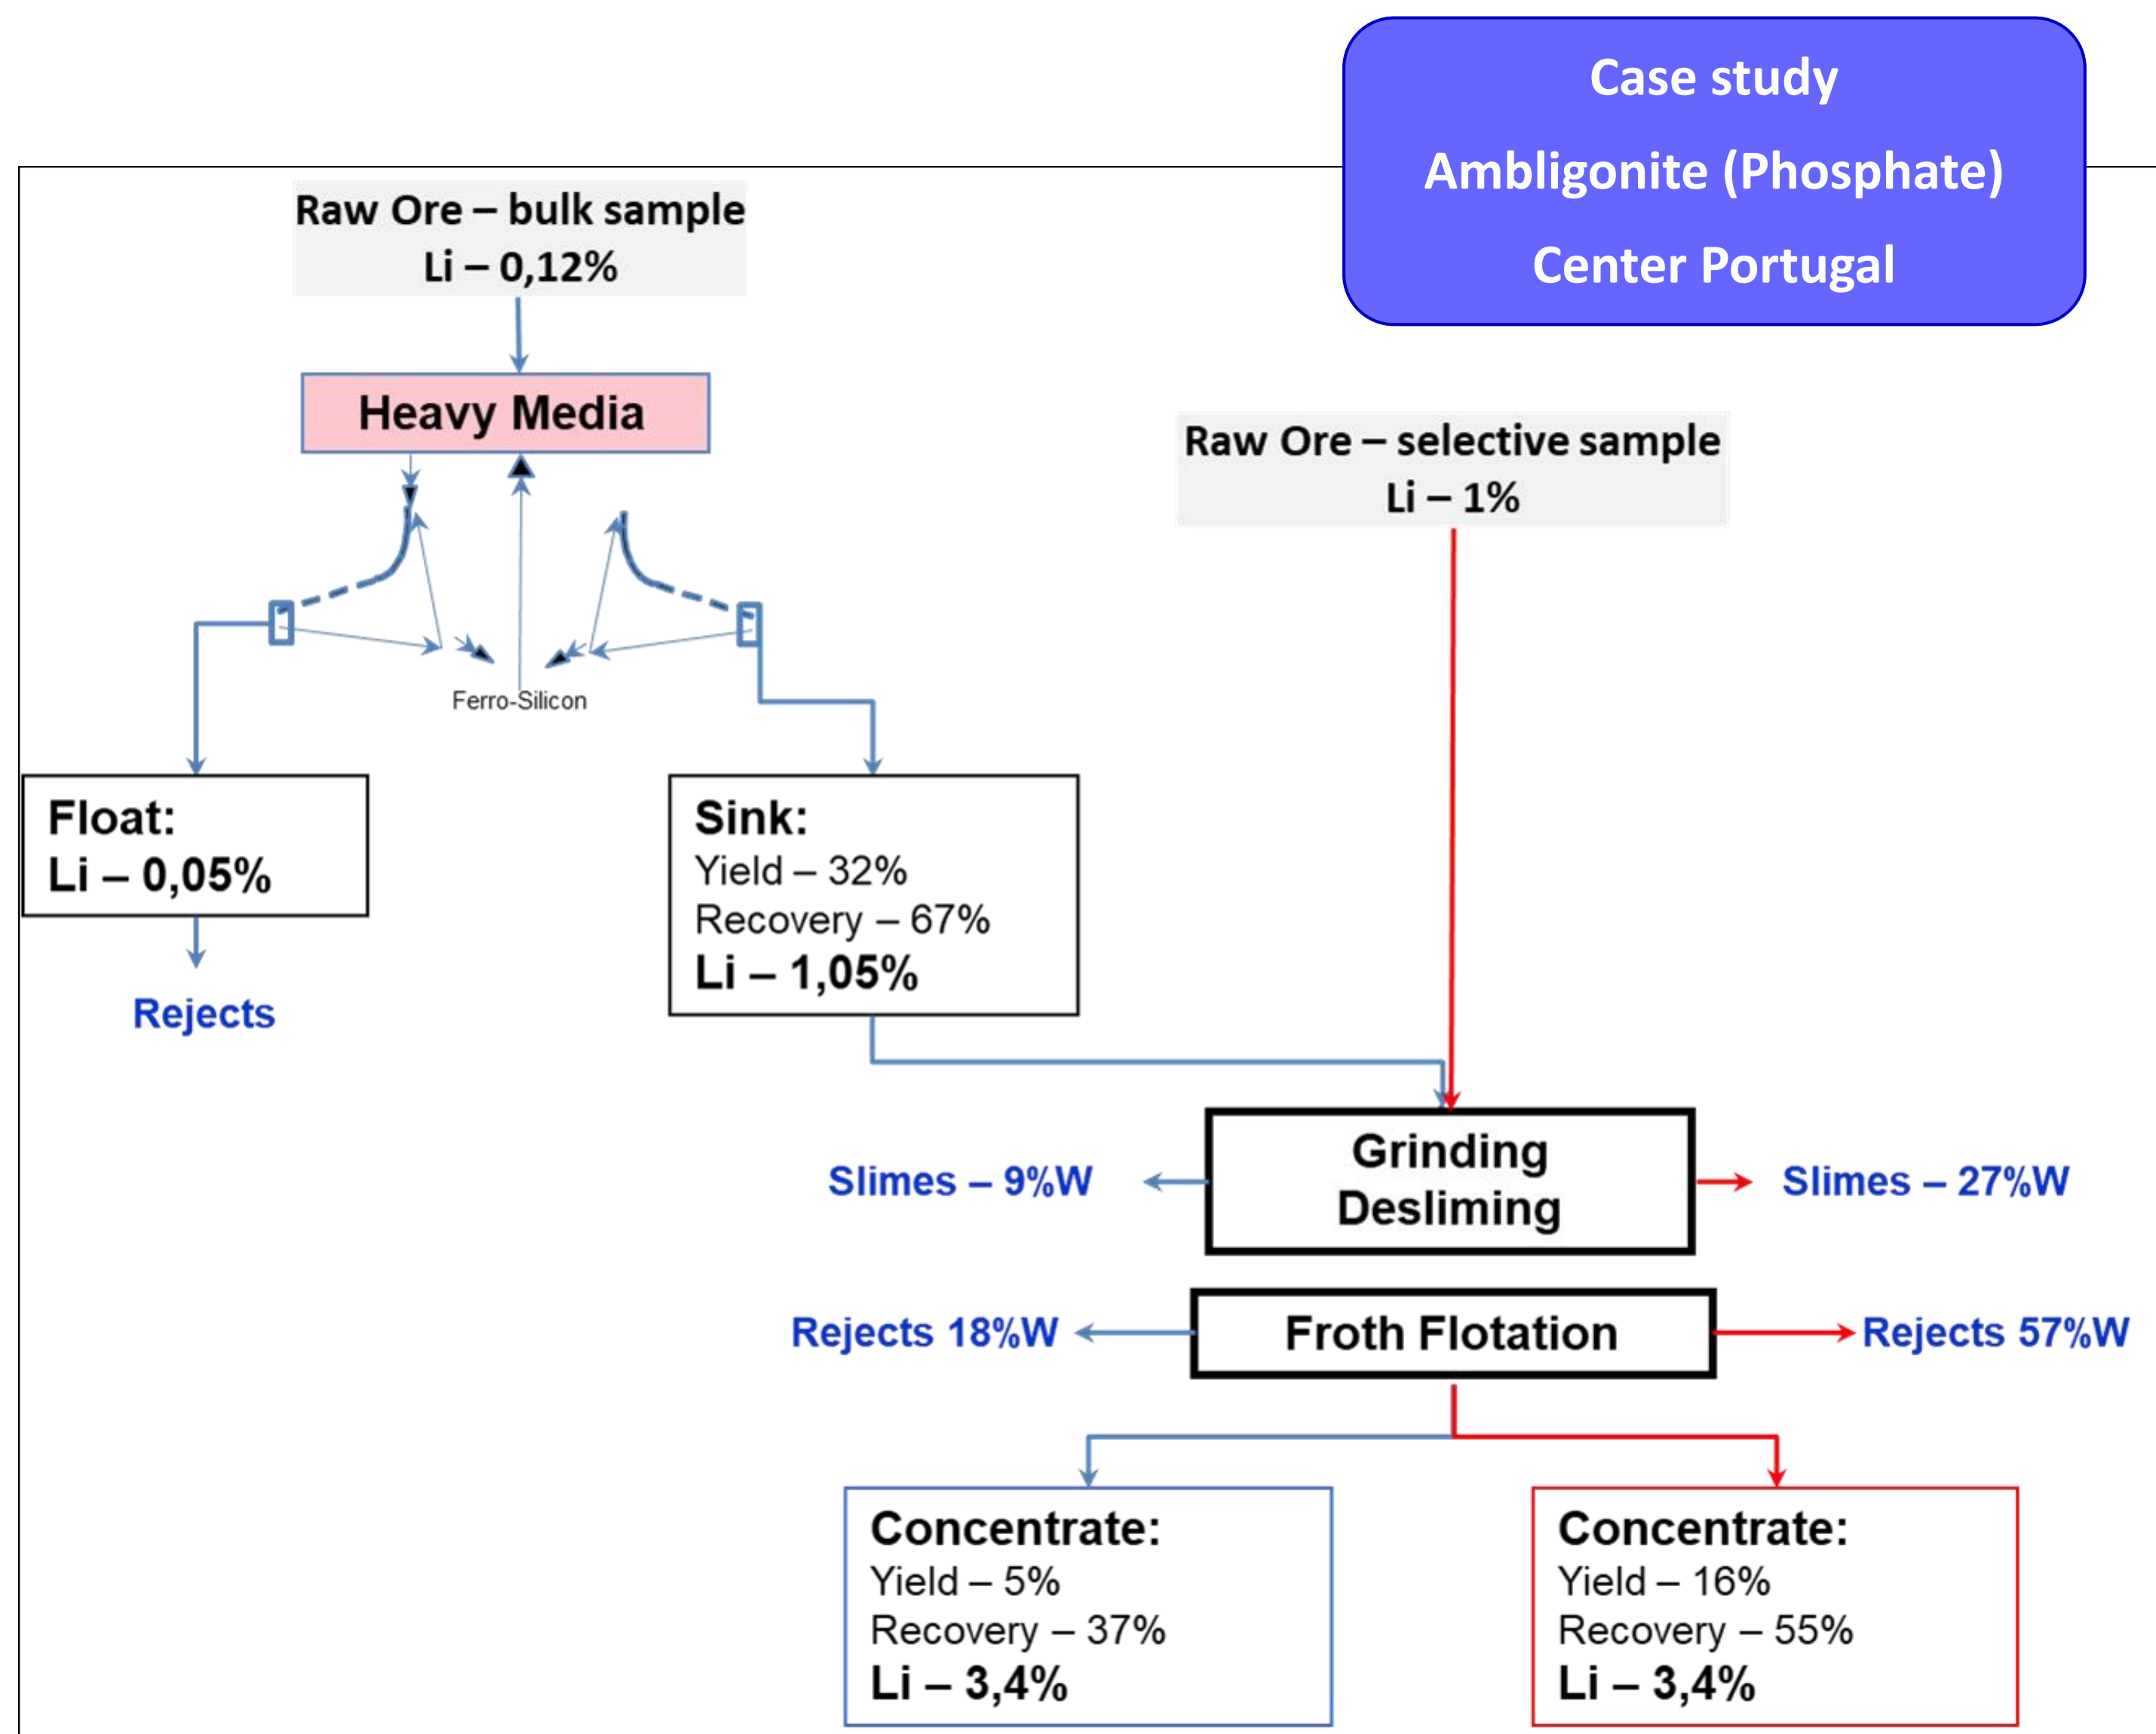 Case study
Ambligonite (Phosphate)
Center Portugal
Raw Ore – bulk sample
Li – 0,12%
Heavy Media
Raw Ore – selective sample
Li – 1%
Ferro-Silicon
Float:
Li – 0,05%
Sink:
Yield – 32%
Recovery – 67%
Li – 1,05%
Rejects
Grinding
Desliming
Slimes – 9%W
Slimes – 27%W
Rejects 18%W
Froth Flotation
Rejects 57%W
Concentrate:
Yield – 5%
Recovery – 37%
Li – 3,4%
Concentrate:
Yield – 16%
Recovery – 55%
Li – 3,4%